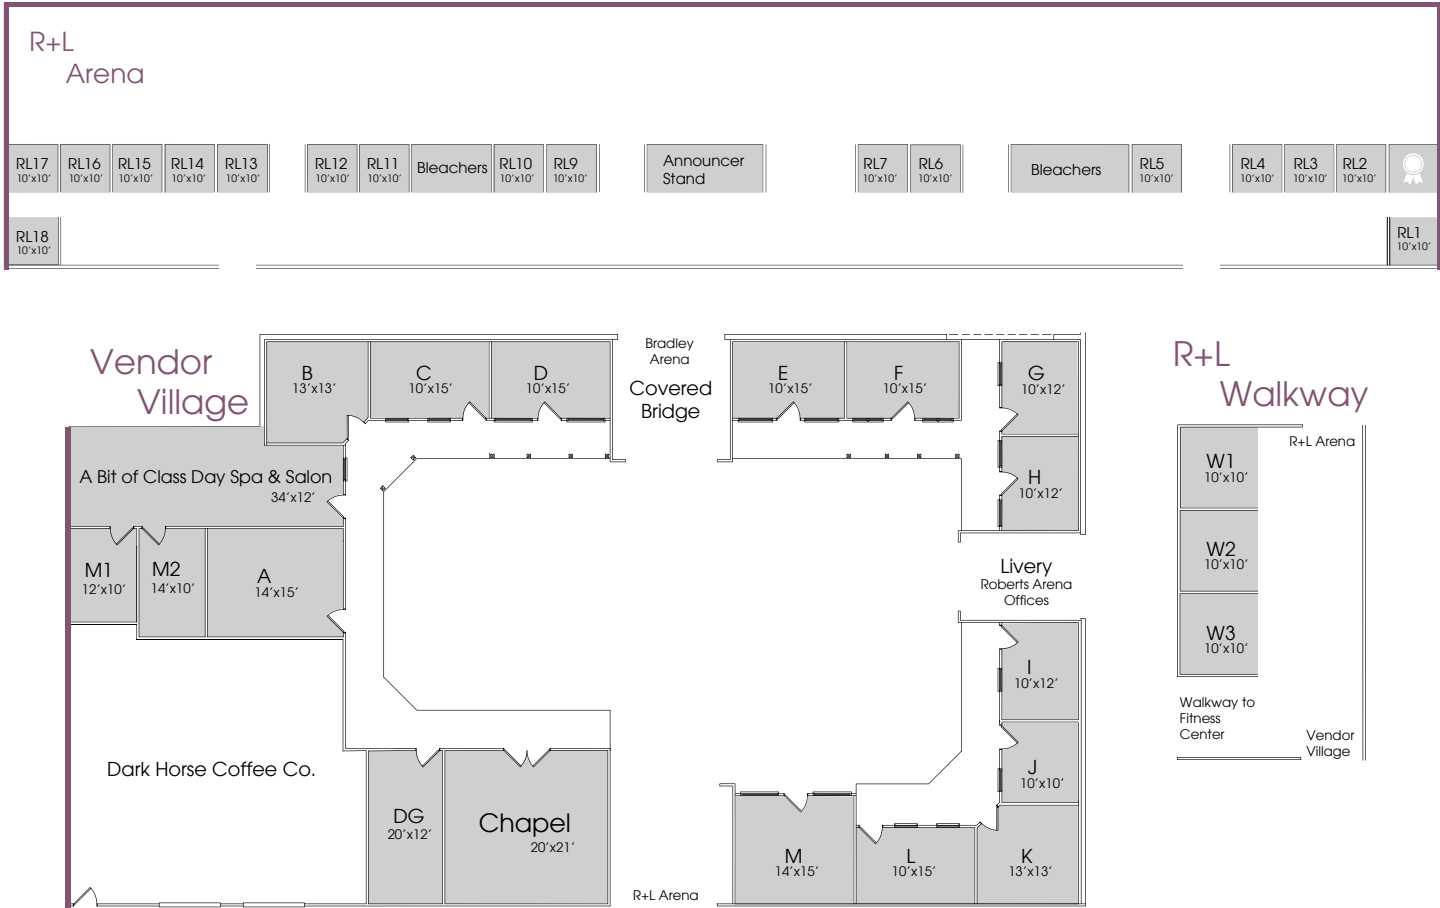 R+L
Arena
RL17
10'x10'
RL16
10'x10'
RL15
10'x10'
RL14
10'x10'
RL13
10'x10'
RL12
10'x10'
RL11
10'x10'
Bleachers
RL10
10'x10'
RL9
10'x10'
Announcer
Stand
RL7
10'x10'
RL6
10'x10'
Bleachers
RL5
10'x10'
RL4
10'x10'
RL3
10'x10'
RL2
10'x10'
RL18
10'x10'
RL1
10'x10'
Vendor
Village
B
13'x13'
C
10'x15'
D
10'x15'
Bradley
Arena
Covered
Bridge
E
10'x15'
F
10'x15'
G
10'x12'
H
10'x12'
A Bit of Class Day Spa & Salon
34'x12'
M1
12'x10'
M2
14'x10'
A
14'x15'
Livery
Roberts Arena
Offices
I
10'x12'
J
10'x10'
Dark Horse Coffee Co.
DG
20'x12'
Chapel
20'x21'
R+L Arena
M
14'x15'
L
10'x15'
K
13'x13'
R+L
Walkway
R+L Arena
W1
10'x10'
W2
10'x10'
W3
10'x10'
Walkway to
Fitness
Center
Vendor
Village